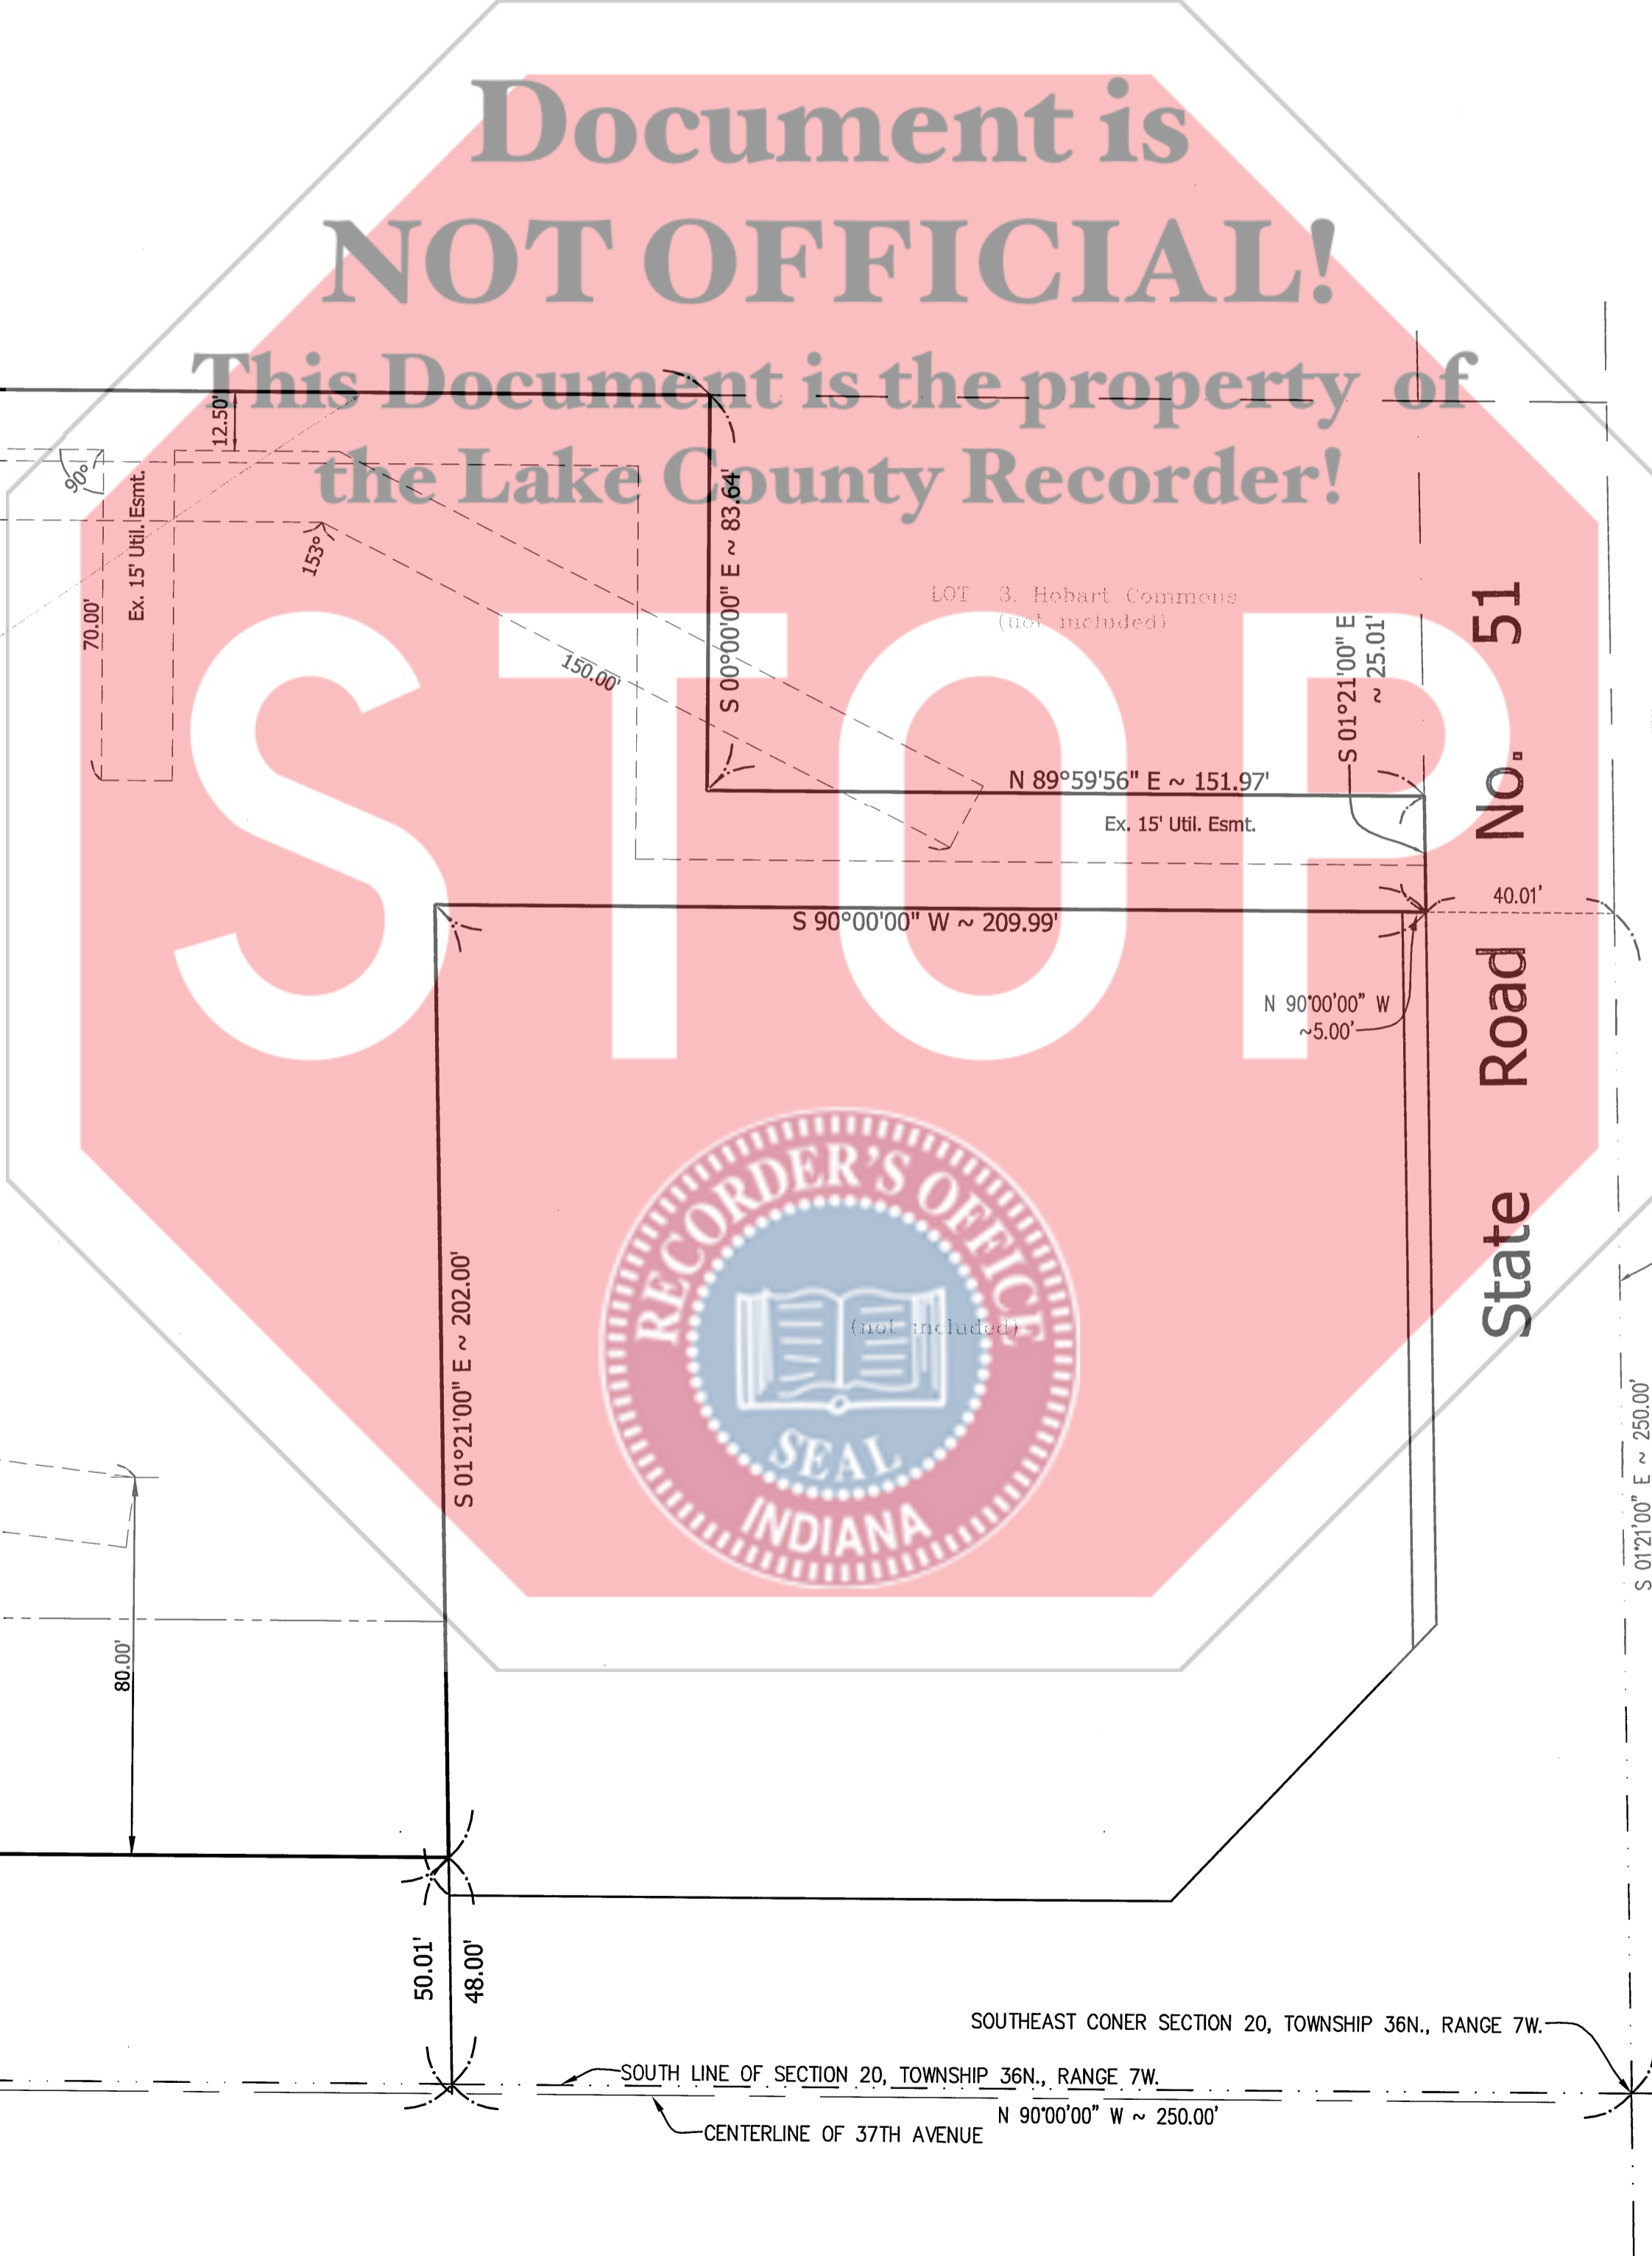 Document is
NOT OFFICIAL!
This Document is the property of
the Lake County Recorder!
STOP
12.50'
90°
Ex. 15' Util. Esmt.
70.00'
153°
150.00'
S 00°00'00" E ~ 83.64'
LOT 3. Hobart Commons
(not included)
S 01°21'00" E
~ 25.01'
N 89°59'56" E ~ 151.97'
Ex. 15' Util. Esmt.
State Road No. 51
40.01'
S 90°00'00" W ~ 209.99'
N 90°00'00" W
~5.00'
S 01°21'00" E ~ 202.00'
RECORDER'S OFFICE
(not included)
SEAL
INDIANA
S 01°21'00" E ~ 250.00'
80.00'
50.01'
48.00'
SOUTHEAST CONER SECTION 20, TOWNSHIP 36N., RANGE 7W.
SOUTH LINE OF SECTION 20, TOWNSHIP 36N., RANGE 7W.
N 90°00'00" W ~ 250.00'
CENTERLINE OF 37TH AVENUE